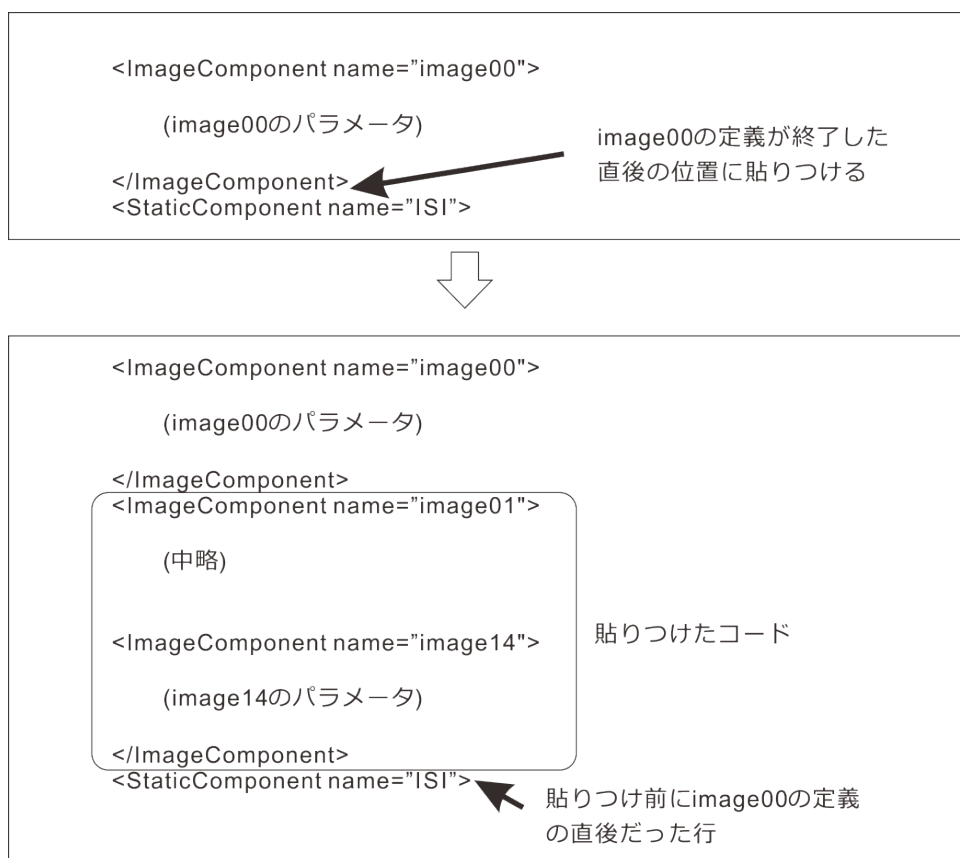 <ImageComponent name=”image00">
(image00のパラメータ)
image00の定義が終了した
直後の位置に貼りつける
</ImageComponent>
<StaticComponent name=”ISI”>
<ImageComponent name=”image00">
(image00のパラメータ)
</ImageComponent>
<ImageComponent name=”image01">
(中略)
<ImageComponent name=”image14">
貼りつけたコード
(image14のパラメータ)
</ImageComponent>
<StaticComponent name=”ISI”>
貼りつけ前にimage00の定義
の直後だった行